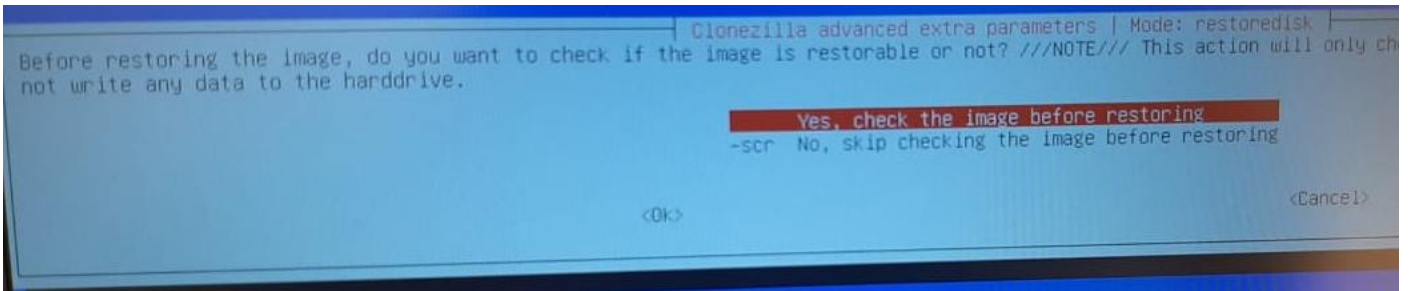 Clonezilla advanced extra parameters | Mode: restoredisk
Before restoring the image, do you want to check if the image is restorable or not? ///NOTE/// This action will only
not write any data to the harddrive.
Yes, check the image before restoring
-scr No, skip checking the image before restoring
<Ok> <Cancel>